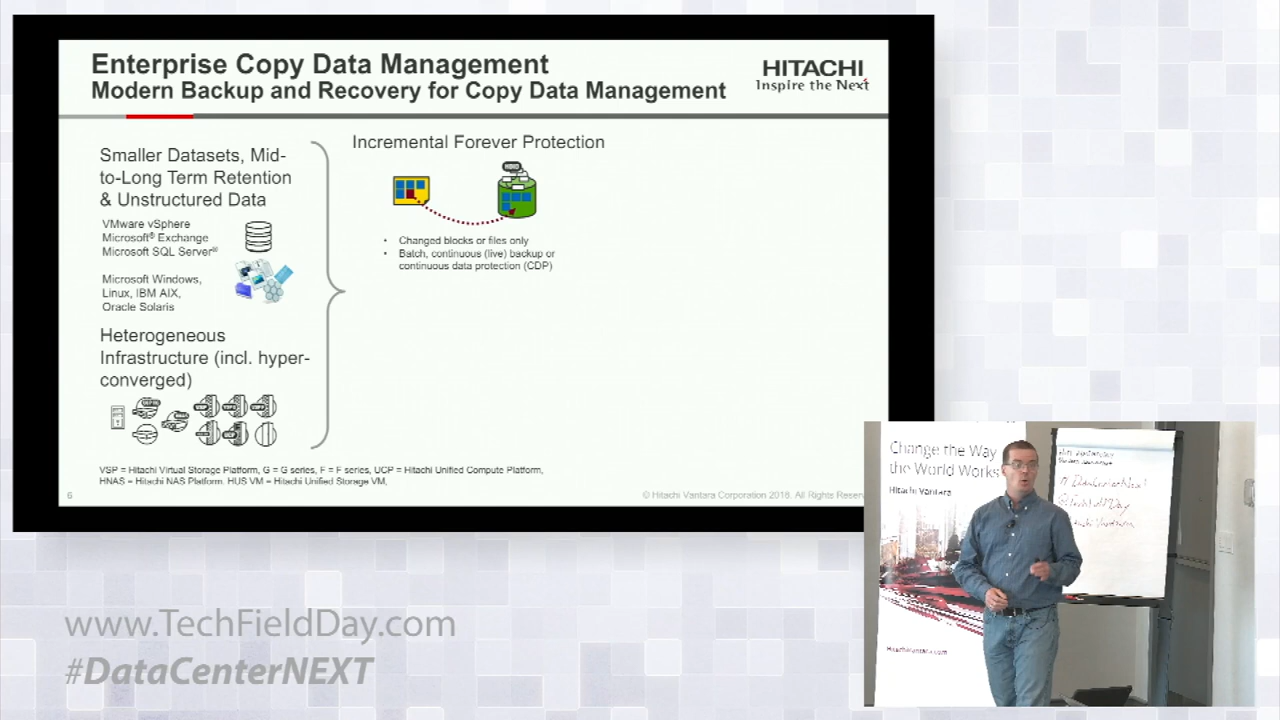 Enterprise Copy Data Management
Modern Backup and Recovery for Copy Data Management
HITACHI
Inspire the Next
Smaller Datasets, Mid-
to-Long Term Retention
& Unstructured Data
VMware vSphere
Microsoft® Exchange
Microsoft SQL Server®
Microsoft Windows,
Linux, IBM AIX,
Oracle Solaris
Heterogeneous
Infrastructure (incl. hyper-
converged)
Incremental Forever Protection
• Changed blocks or files only
• Batch, continuous (live) backup or
continuous data protection (CDP)
VSP = Hitachi Virtual Storage Platform, G = G series, F = F series, UCP = Hitachi Unified Compute Platform,
HNAS = Hitachi NAS Platform. HUS VM = Hitachi Unified Storage VM,
6
© Hitachi Vantara Corporation 2018. All Rights Reserv
Change the Way
the World Works
Hitachi Vantara
HitachiVantara.com
#DataCenterNext
www.TechFieldDay.com
#DataCenterNEXT